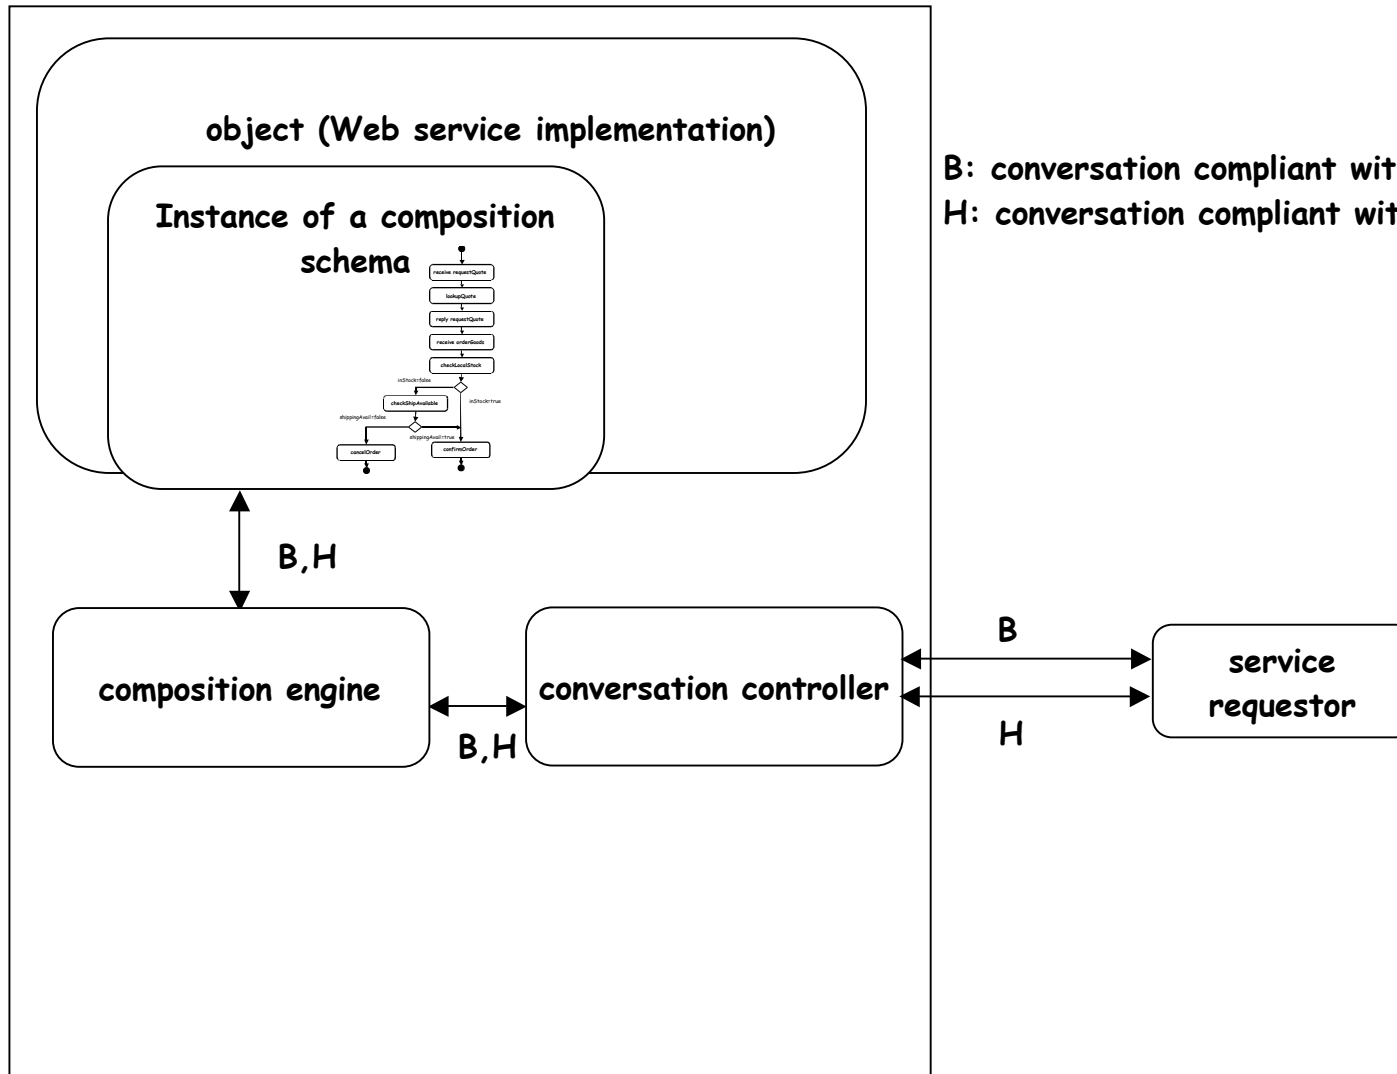 object (Web service implementation)
B: conversation compliant wit
H: conversation compliant wit
Instance of a composition
schema
receive requestQuote
lookupQuote
reply requestQuote
receive orderGoods
checkLocalStock
inStock=false
checkShipAvailable
inStock=true
shippingAvail=false
shippingAvail=true
cancelOrder
confirmOrder
B,H
composition engine
B,H
conversation controller
B
H
service
requestor